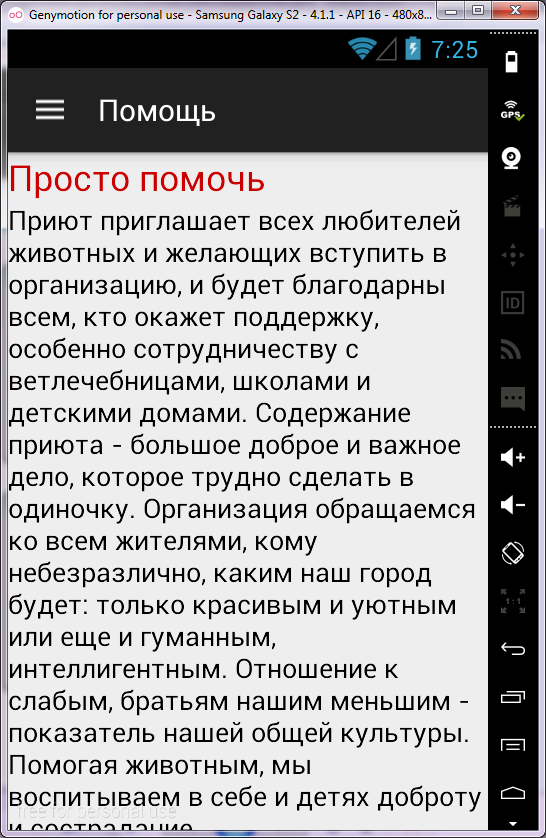 Genymotion for personal use - Samsung Galaxy S2 - 4.1.1 - API 16 - 480x8...
7:25
Помощь
GPS
ID
1:1
Просто помочь
Приют приглашает всех любителей
животных и желающих вступить в
организацию, и будет благодарны
всем, кто окажет поддержку,
особенно сотрудничеству с
ветлечебницами, школами и
детскими домами. Содержание
приюта - большое доброе и важное
дело, которое трудно сделать в
одиночку. Организация обращаемся
ко всем жителями, кому
небезразлично, каким наш город
будет: только красивым и уютным
или еще и гуманным,
интеллигентным. Отношение к
слабым, братьям нашим меньшим -
показатель нашей общей культуры.
Помогая животным, мы
воспитываем в себе и детях доброту
и сострадание
free for personal use